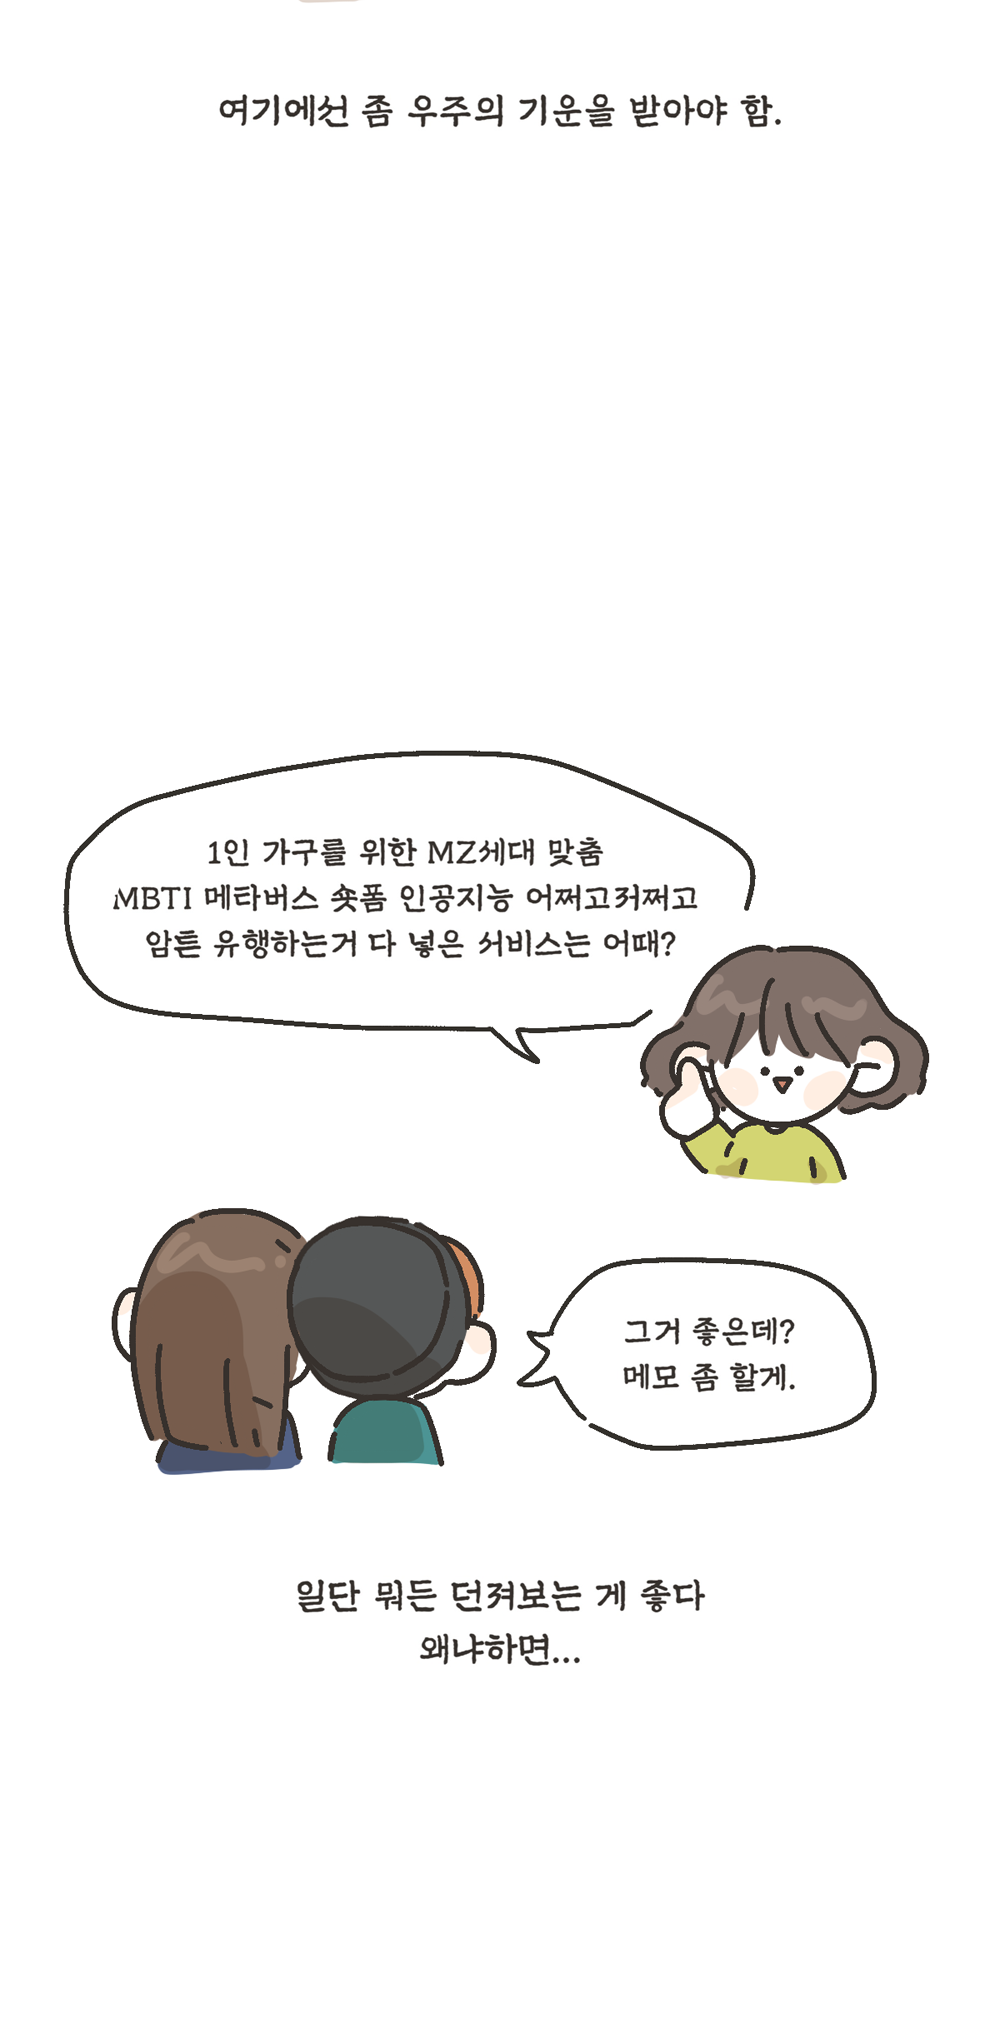 여기에선 좀 우주의 기운을 받아야 함.
1인 가구를 위한 MZ세대 맞춤
MBTI 메타버스 숏폼 인공지능 어쩌고저쩌고
암튼 유행하는거 다 넣은 서비스는 어때?
그거 좋은데?
메모 좀 할게.
일단 뭐든 던져보는 게 좋다
왜냐하면...